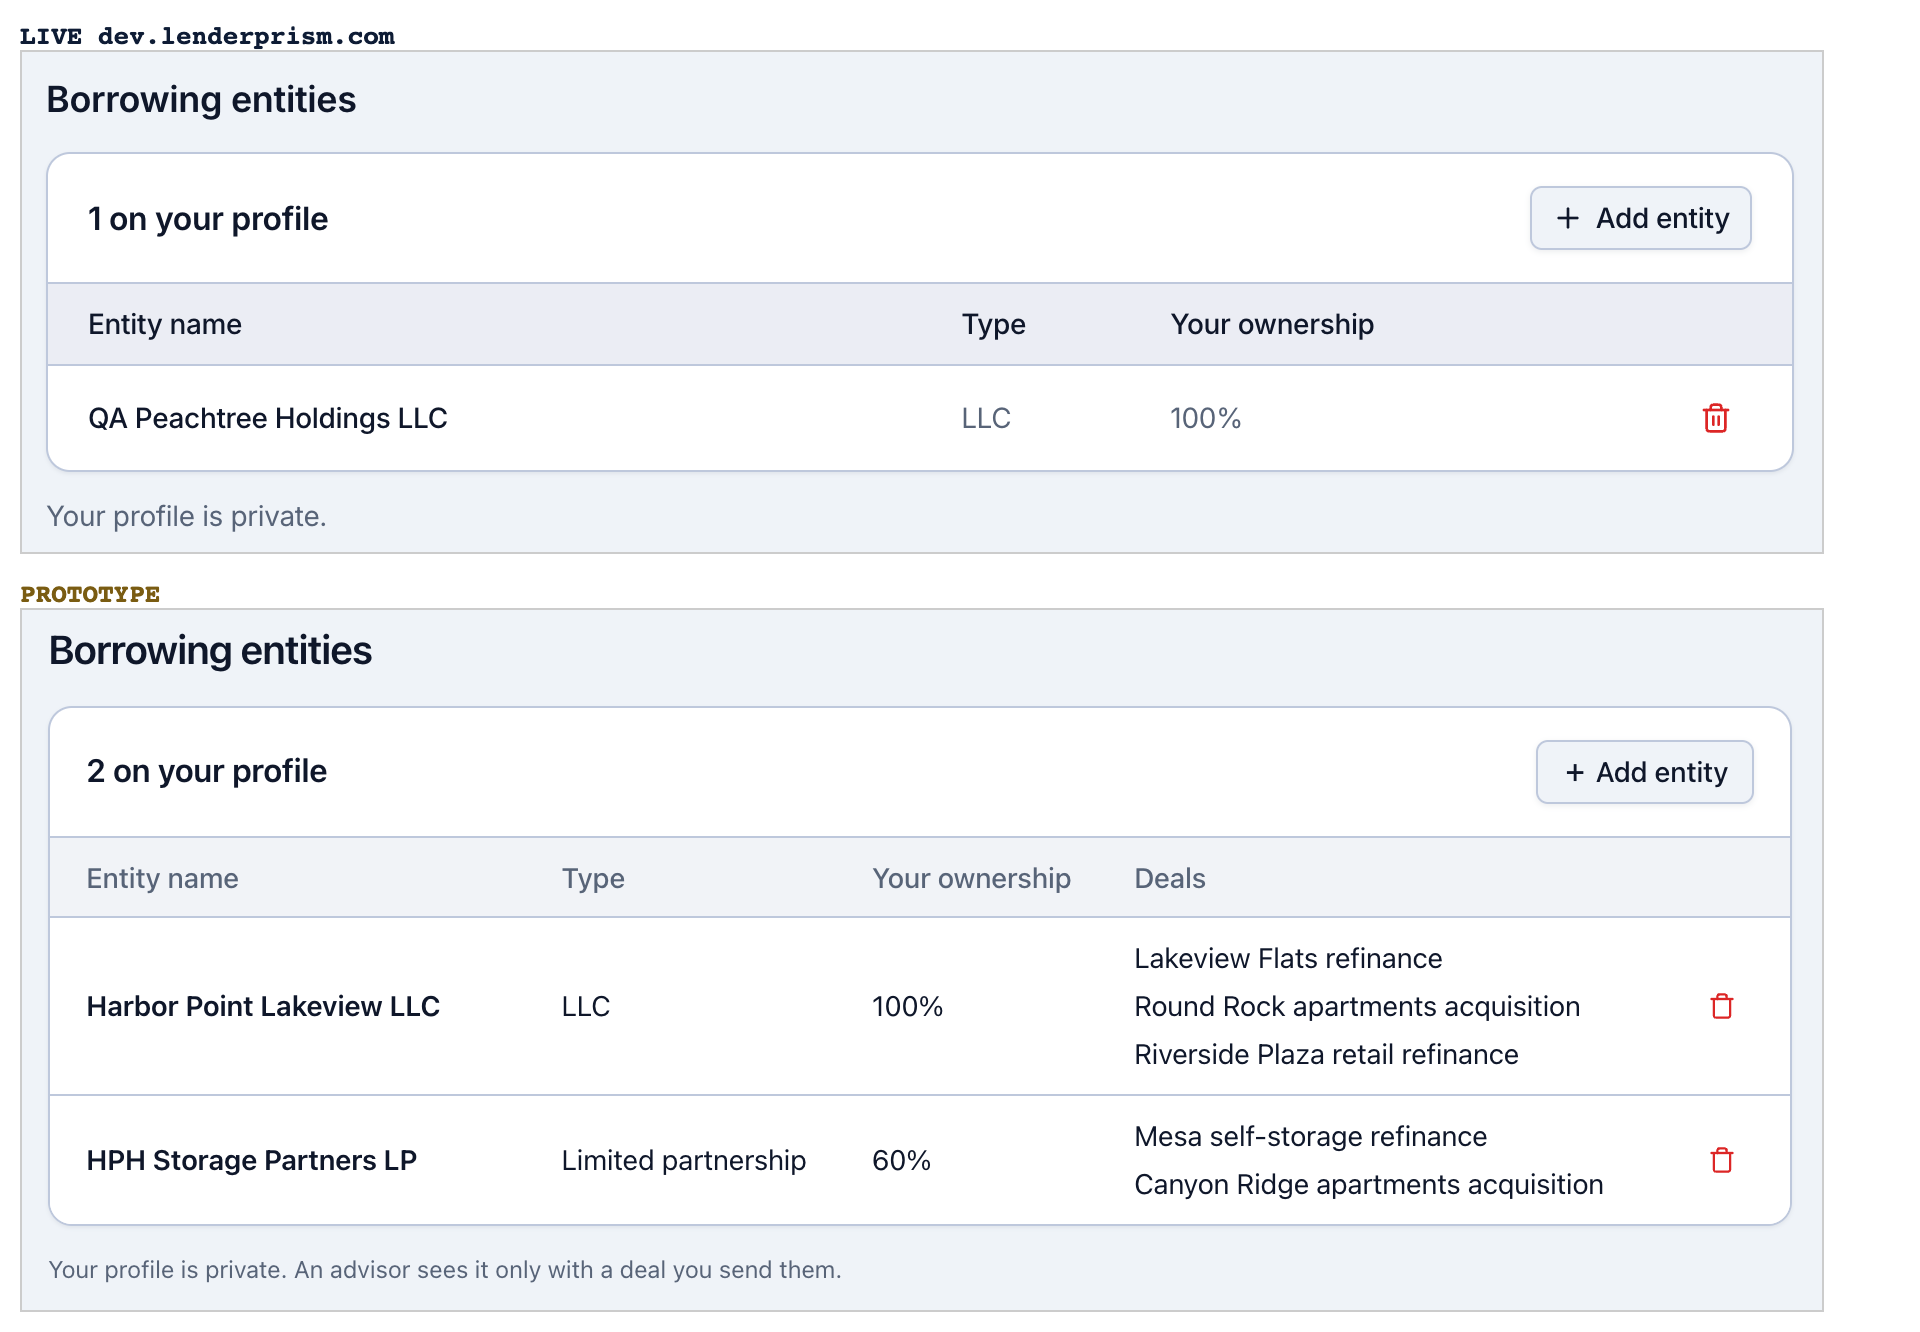 LIVE dev.lenderprism.com
Borrowing entities
1 on your profile
+ Add entity
Entity name Type Your ownership
QA Peachtree Holdings LLC LLC 100%
Your profile is private.
PROTOTYPE
Borrowing entities
2 on your profile
+ Add entity
Entity name Type Your ownership Deals
Lakeview Flats refinance
Harbor Point Lakeview LLC LLC 100% Round Rock apartments acquisition
Riverside Plaza retail refinance
Mesa self-storage refinance
HPH Storage Partners LP Limited partnership 60%
Canyon Ridge apartments acquisition
Your profile is private. An advisor sees it only with a deal you send them.